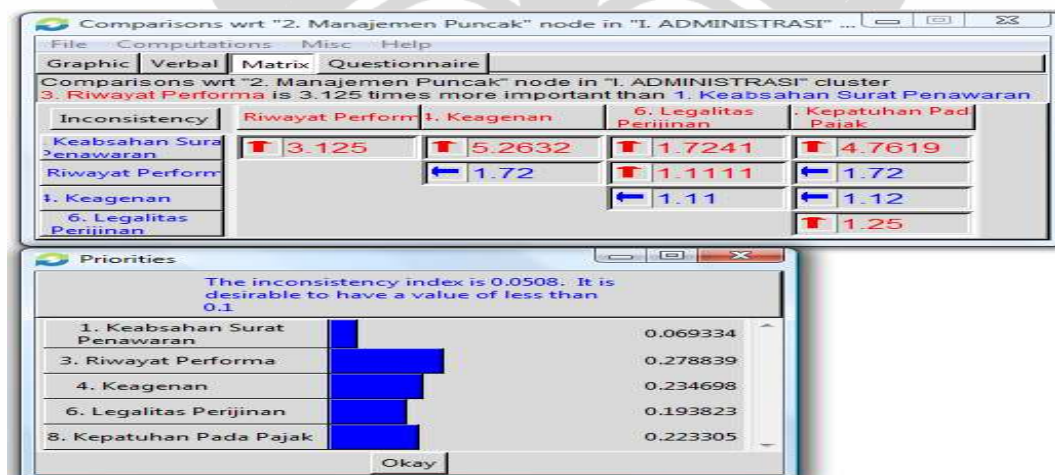 Comparisons wrt "2. Manajemen Puncak" node in "I. ADMINISTRASI" ...
File Computations Misc Help
Graphic Verbal Matrix Questionnaire
Comparisons wrt "2. Manajemen Puncak" node in "I. ADMINISTRASI" cluster
3. Riwayat Performa is 3.125 times more important than 1. Keabsahan Surat Penawaran
Inconsistency Riwayat Perform 4. Keagenan 6. Legalitas Perijinan . Kepatuhan Pad Pajak
. Keabsahan Sura Penawaran 3.125 5.2632 1.7241 4.7619
Riwayat Perform 1.72 1.1111 1.72
4. Keagenan 1.11 1.12
6. Legalitas Perijinan 1.25
Priorities
The inconsistency index is 0.0508. It is
desirable to have a value of less than
0.1
1. Keabsahan Surat
Penawaran 0.069334
3. Riwayat Performa 0.278839
4. Keagenan 0.234698
6. Legalitas Perijinan 0.193823
8. Kepatuhan Pada Pajak 0.223305
Okay